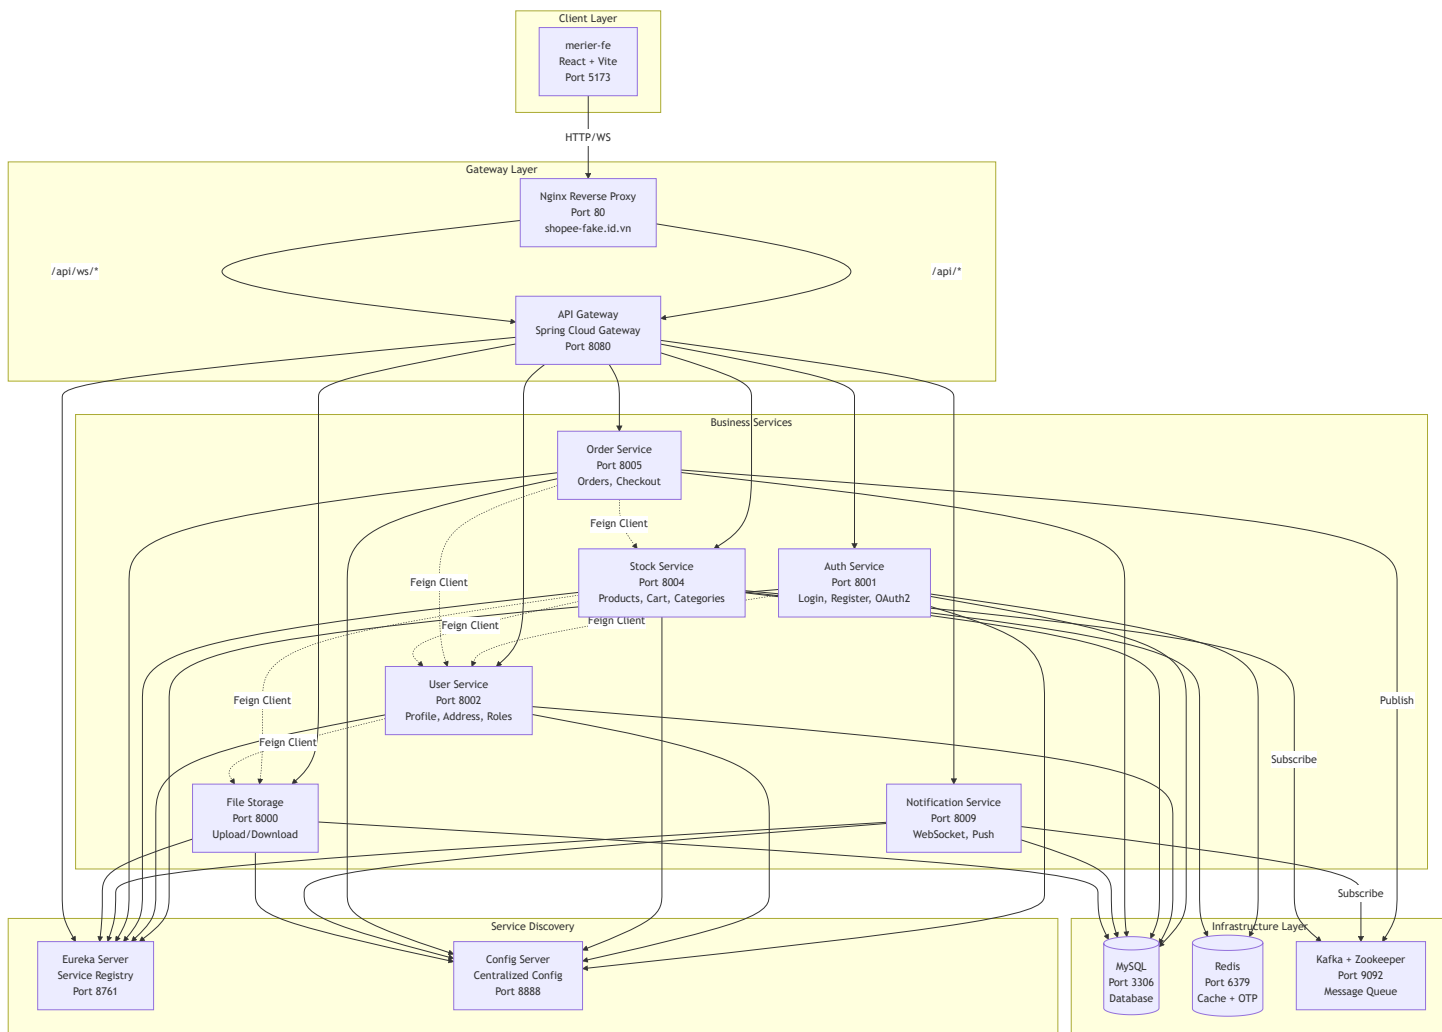 Client Layer
merier-fe
React + Vite
Port 5173
HTTP/WS
Gateway Layer
Nginx Reverse Proxy
Port 80
shopee-fake.id.vn
/api/ws/*
/api/*
API Gateway
Spring Cloud Gateway
Port 8080
Business Services
Order Service
Port 8005
Orders, Checkout
Feign Client
Stock Service
Port 8004
Products, Cart, Categories
Auth Service
Port 8001
Login, Register, OAuth2
Feign Client
Feign Client
Feign Client
User Service
Port 8002
Profile, Address, Roles
Feign Client
Publish
Feign Client
Subscribe
File Storage
Port 8000
Upload/Download
Notification Service
Port 8009
WebSocket, Push
Subscribe
Service Discovery
Eureka Server
Service Registry
Port 8761
Config Server
Centralized Config
Port 8888
Infrastructure Layer
MySQL
Port 3306
Database
Redis
Port 6379
Cache + OTP
Kafka + Zookeeper
Port 9092
Message Queue